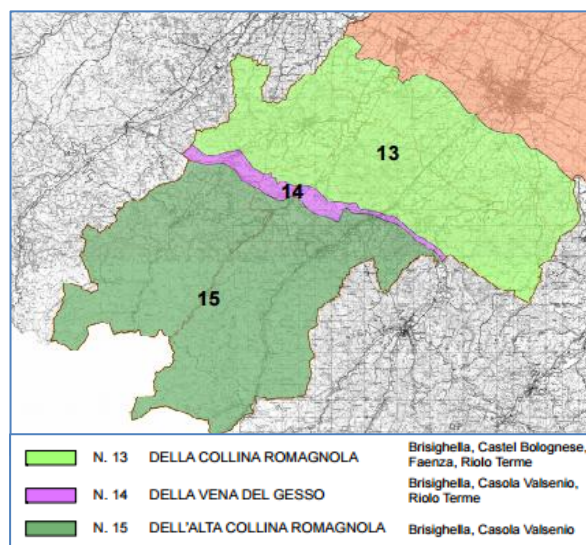 13
14
15
N. 13 DELLA COLLINA ROMAGNOLA Brisighella, Castel Bolognese,
Faenza, Riolo Terme
N. 14 DELLA VENA DEL GESSO Brisighella, Casola Valsenio,
Riolo Terme
N. 15 DELL'ALTA COLLINA ROMAGNOLA Brisighella, Casola Valsenio